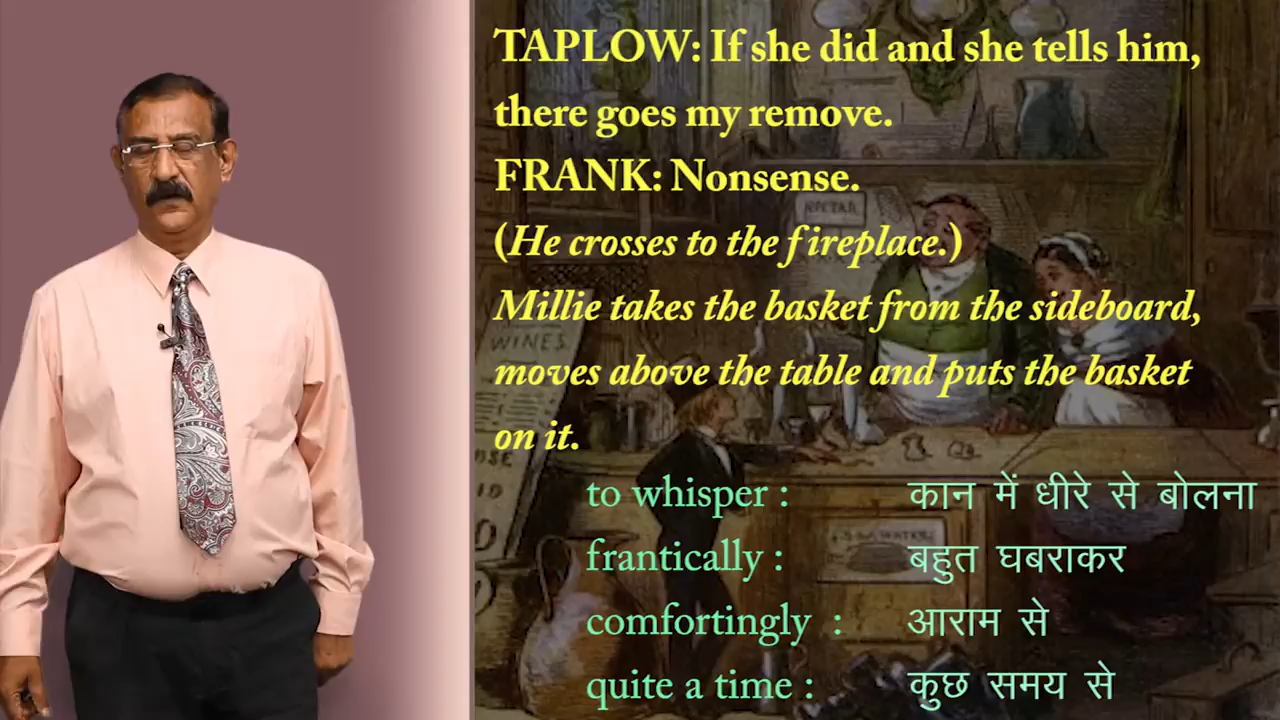 TAPLOW: If she did and she tells him,
there goes my remove.
FRANK: Nonsense.
(He crosses to the fireplace.)
Millie takes the basket from the sideboard,
moves above the table and puts the basket
on it.
to whisper : कान में धीरे से बोलना
frantically : बहुत घबराकर
comfortingly : आराम से
quite a time : कुछ समय से
NECTAR
WINES